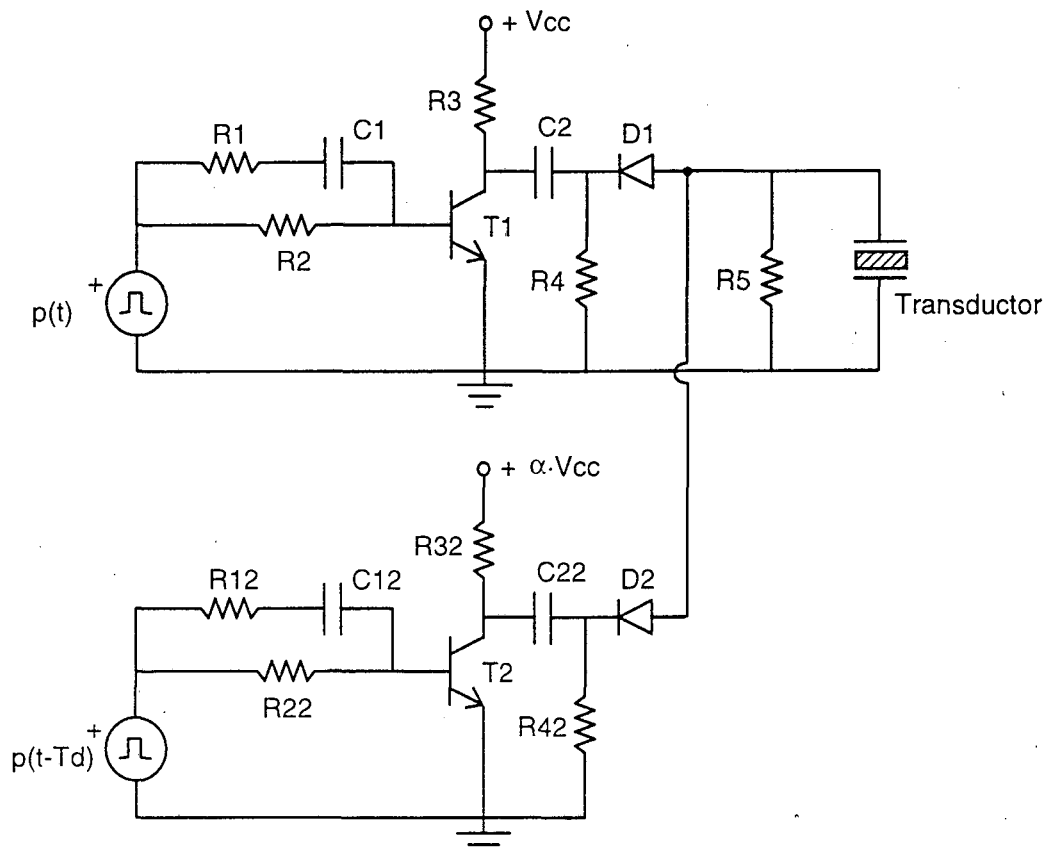 + Vcc
R3
C1
R1
C2
D1
T1
R2
R4
R5
+
p(t)
Transductor
+ α·Vcc
R32
C22
D2
R12
C12
T2
R22
R42
+
p(t-Td)